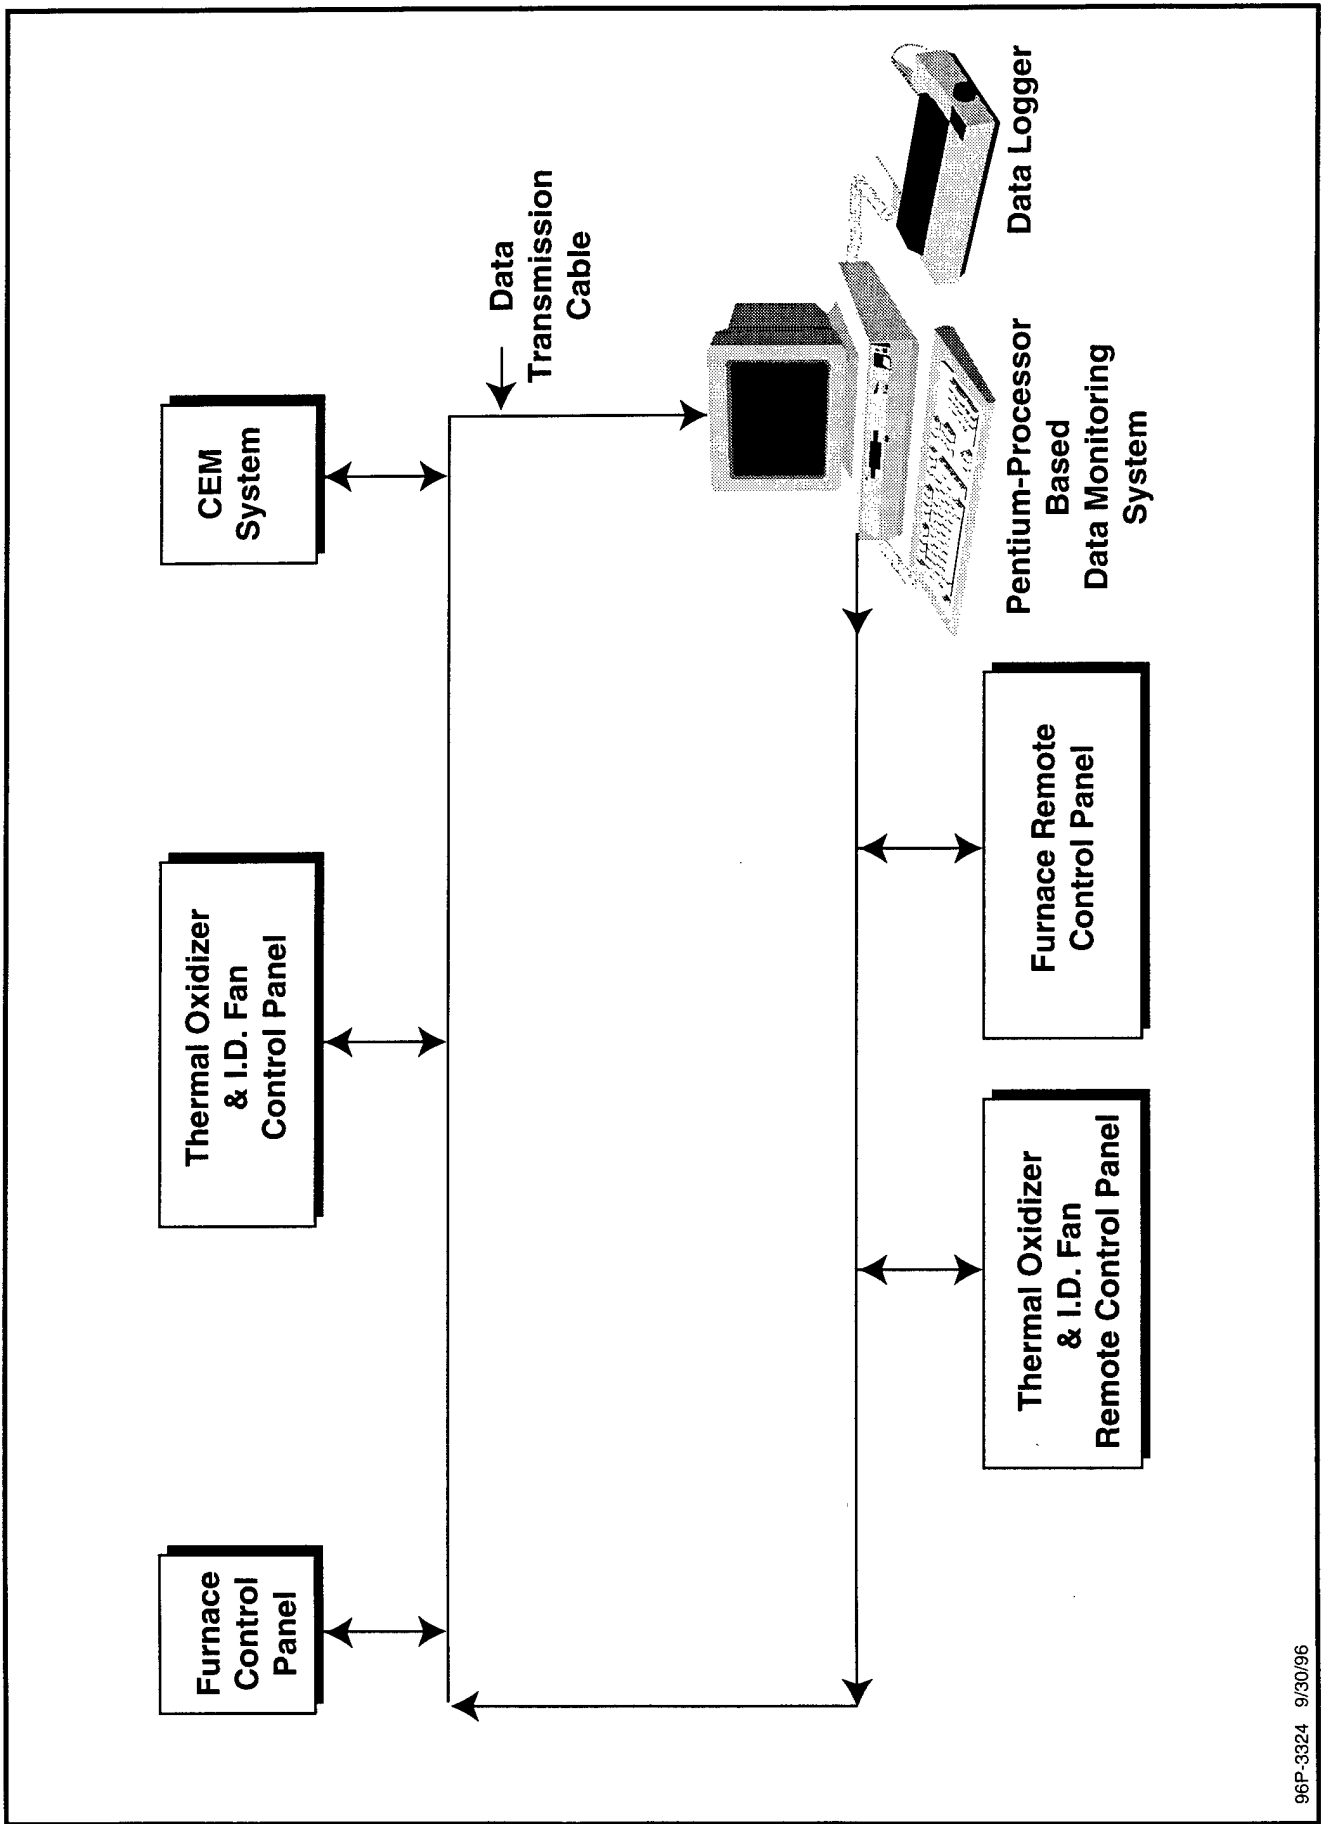 Furnace
Control
Panel
Thermal Oxidizer
& I.D. Fan
Control Panel
CEM
System
Data
Transmission
Cable
Thermal Oxidizer
& I.D. Fan
Remote Control Panel
Furnace Remote
Control Panel
Pentium-Processor
Based
Data Monitoring
System
Data Logger
96P-3324 9/30/96